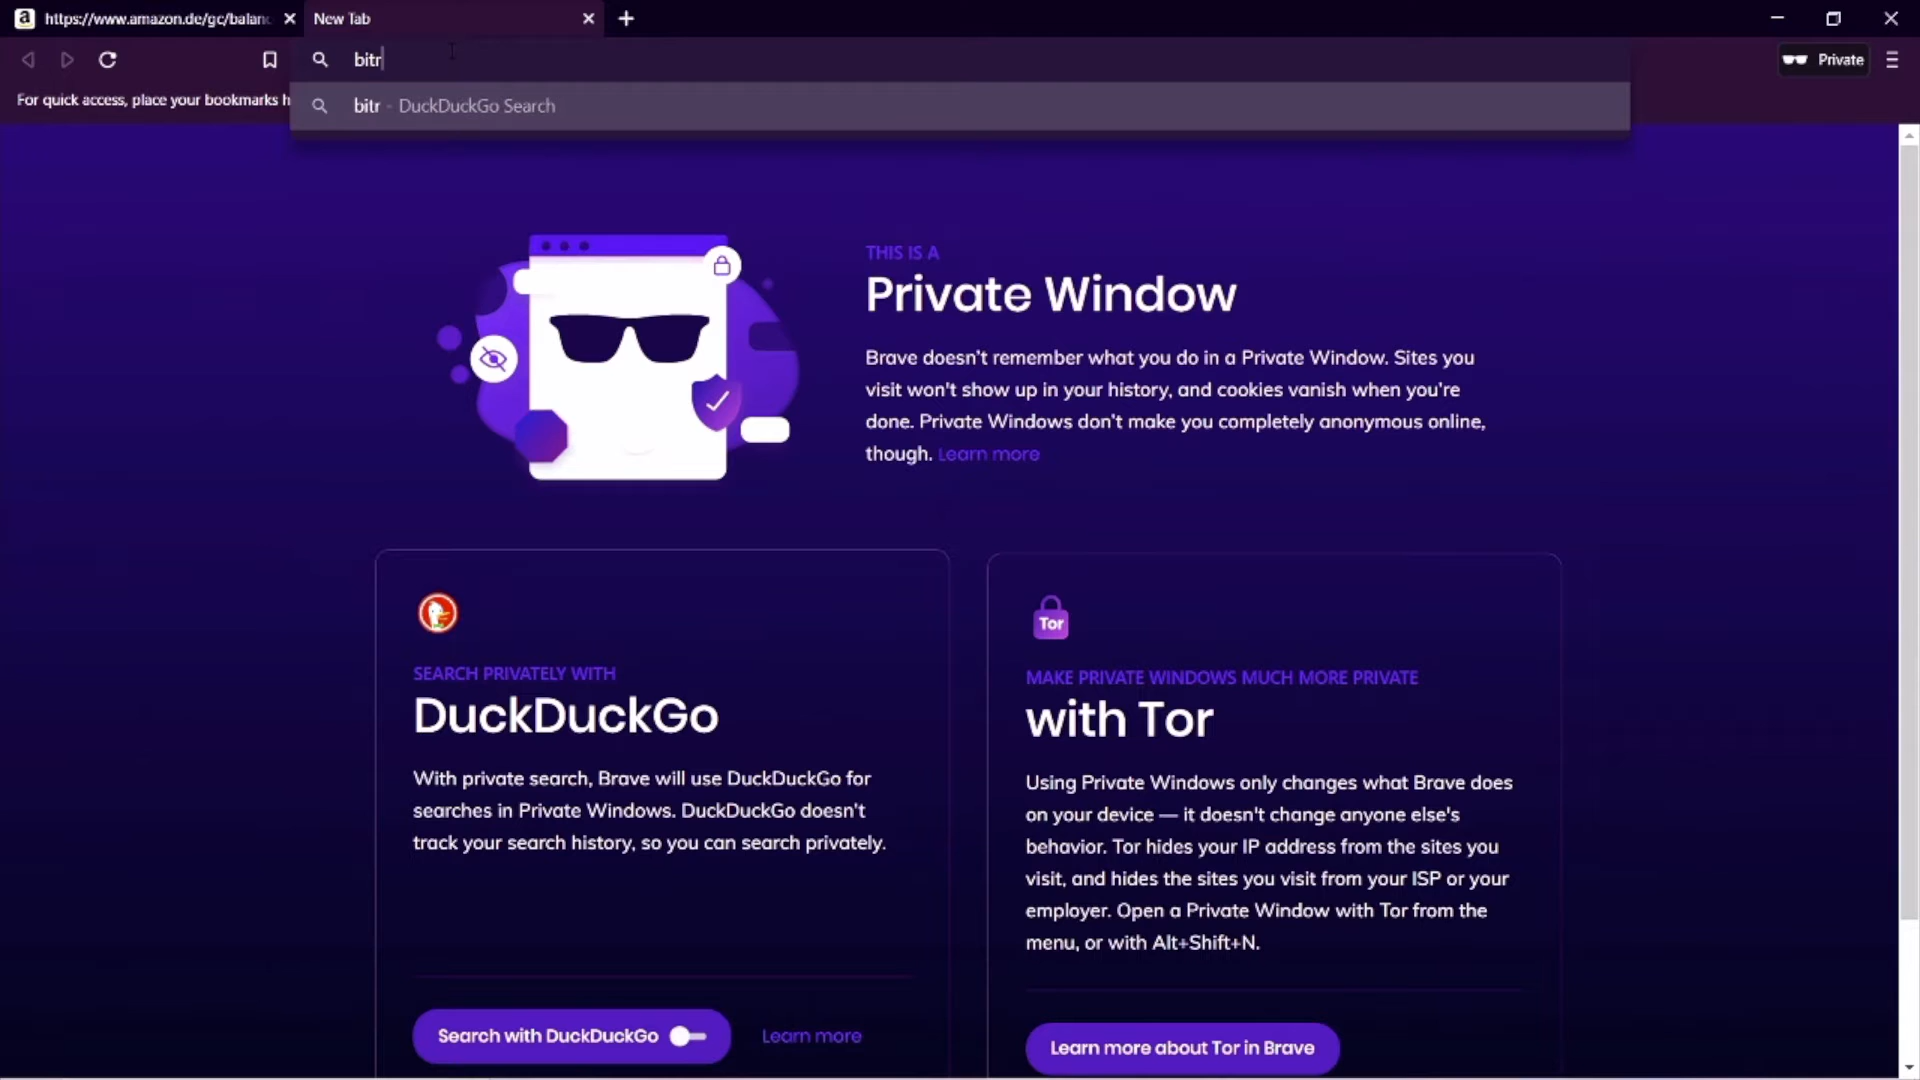 https://www.amazon.de/gc/balan
New Tab
bitr
Private
For quick access, place your bookmarks h
bitr - DuckDuckGo Search
THIS IS A
Private Window
Brave doesn't remember what you do in a Private Window. Sites you
visit won't show up in your history, and cookies vanish when you're
done. Private Windows don't make you completely anonymous online,
though. Learn more
SEARCH PRIVATELY WITH
DuckDuckGo
With private search, Brave will use DuckDuckGo for
searches in Private Windows. DuckDuckGo doesn't
track your search history, so you can search privately.
Search with DuckDuckGo
Learn more
Tor
MAKE PRIVATE WINDOWS MUCH MORE PRIVATE
with Tor
Using Private Windows only changes what Brave does
on your device — it doesn't change anyone else's
behavior. Tor hides your IP address from the sites you
visit, and hides the sites you visit from your ISP or your
employer. Open a Private Window with Tor from the
menu, or with Alt+Shift+N.
Learn more about Tor in Brave